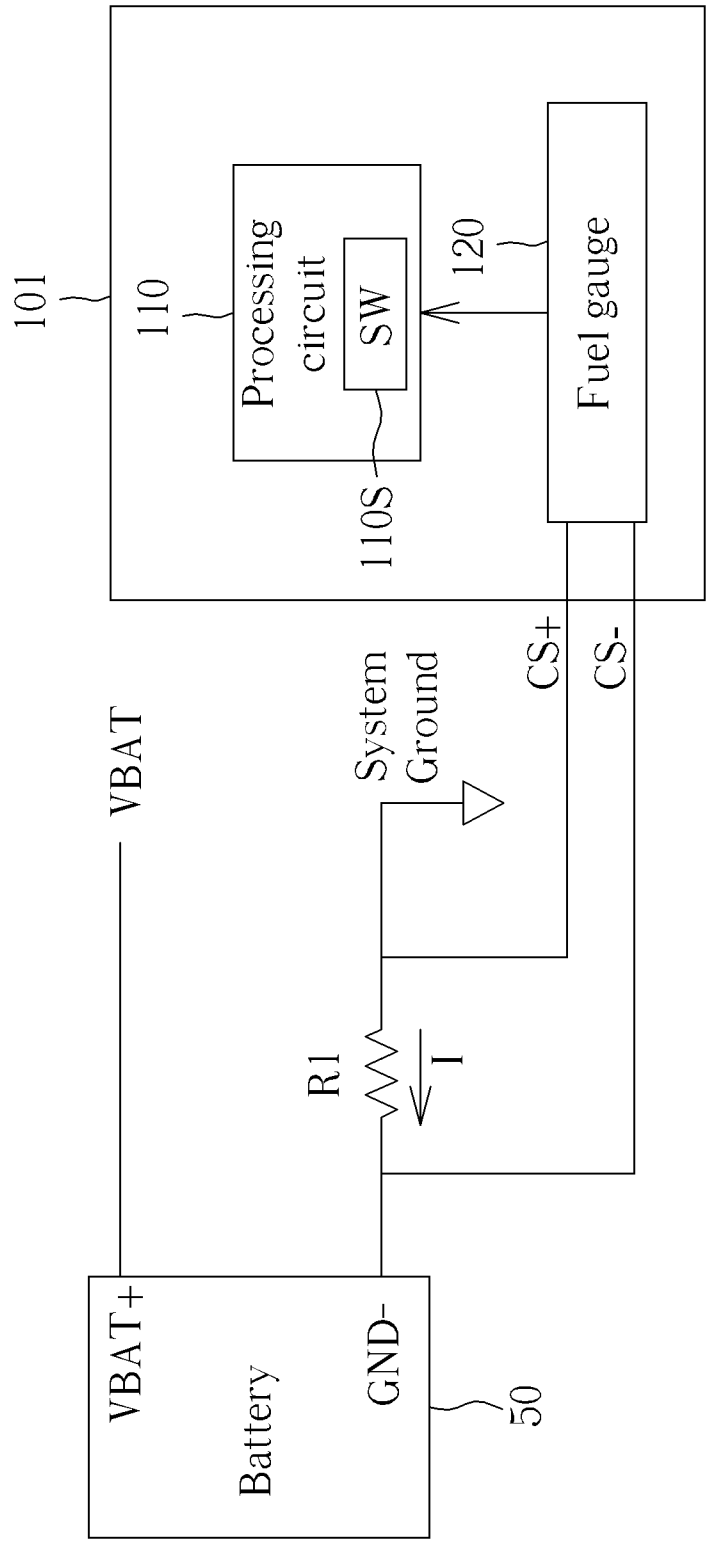 101
110
Processing
circuit
SW
110S
120
Fuel gauge
VBAT
System
Ground
CS+
CS-
R1
I
VBAT+
Battery
GND-
50